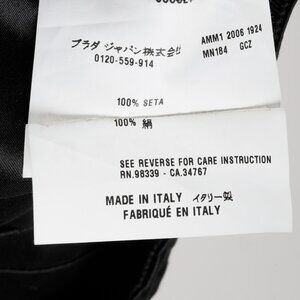 プラダ ジャパン株式会社
0120-559-914
AMM1 2006 1924
MN184 GCZ
100% SETA
100% 絹
SEE REVERSE FOR CARE INSTRUCTION
RN.98339 - CA.34767
MADE IN ITALY イタリー製
FABRIQUÉ EN ITALY